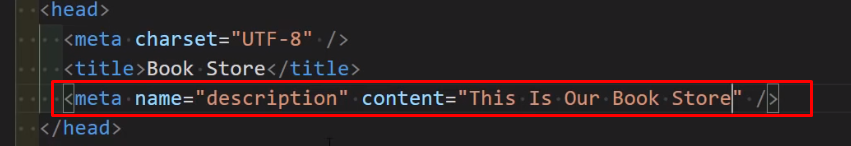 <head>
<meta charset="UTF-8" />
<title>Book Store</title>
<meta name="description" content="This Is Our Book Store" />
</head>